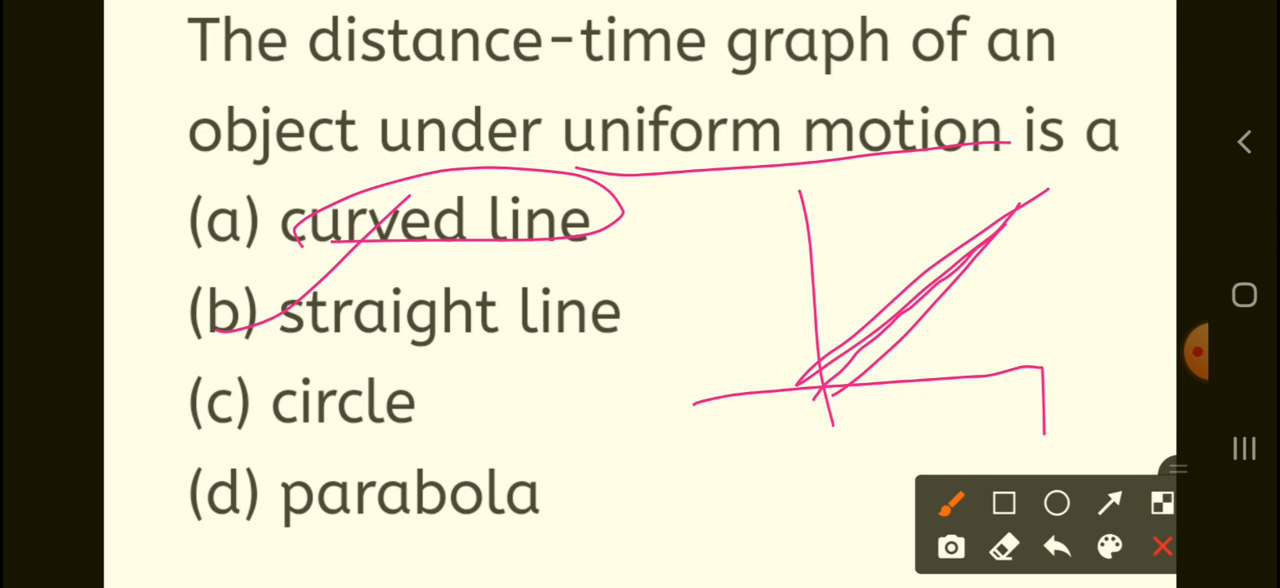 The distance-time graph of an
object under uniform motion is a
(a) curved line
(b) straight line
(c) circle
(d) parabola